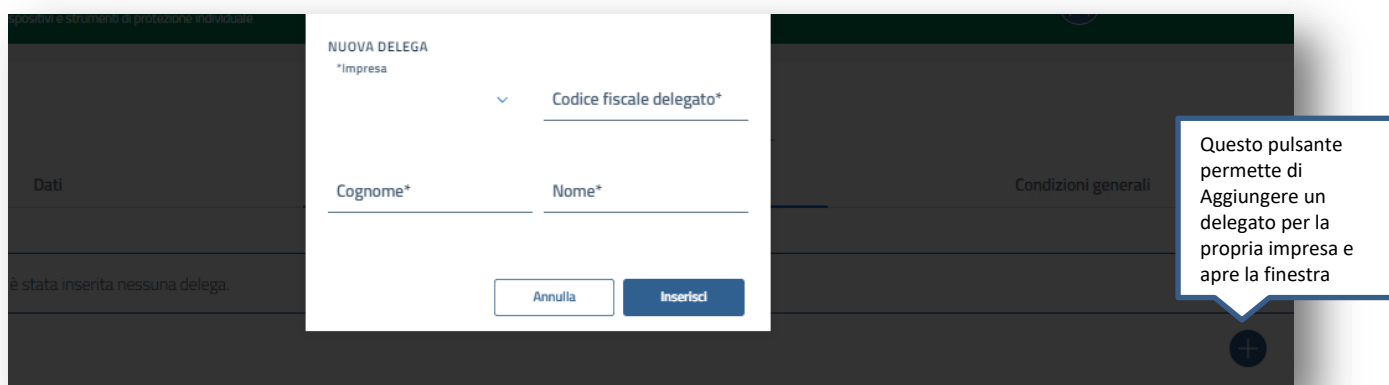 spositivi e strumenti di protezione individuale
NUOVA DELEGA
*Impresa
Codice fiscale delegato*
Cognome*
Nome*
Annulla
Inserisci
Dati
Condizioni generali
è stata inserita nessuna delega.
Questo pulsante
permette di
Aggiungere un
delegato per la
propria impresa e
apre la finestra